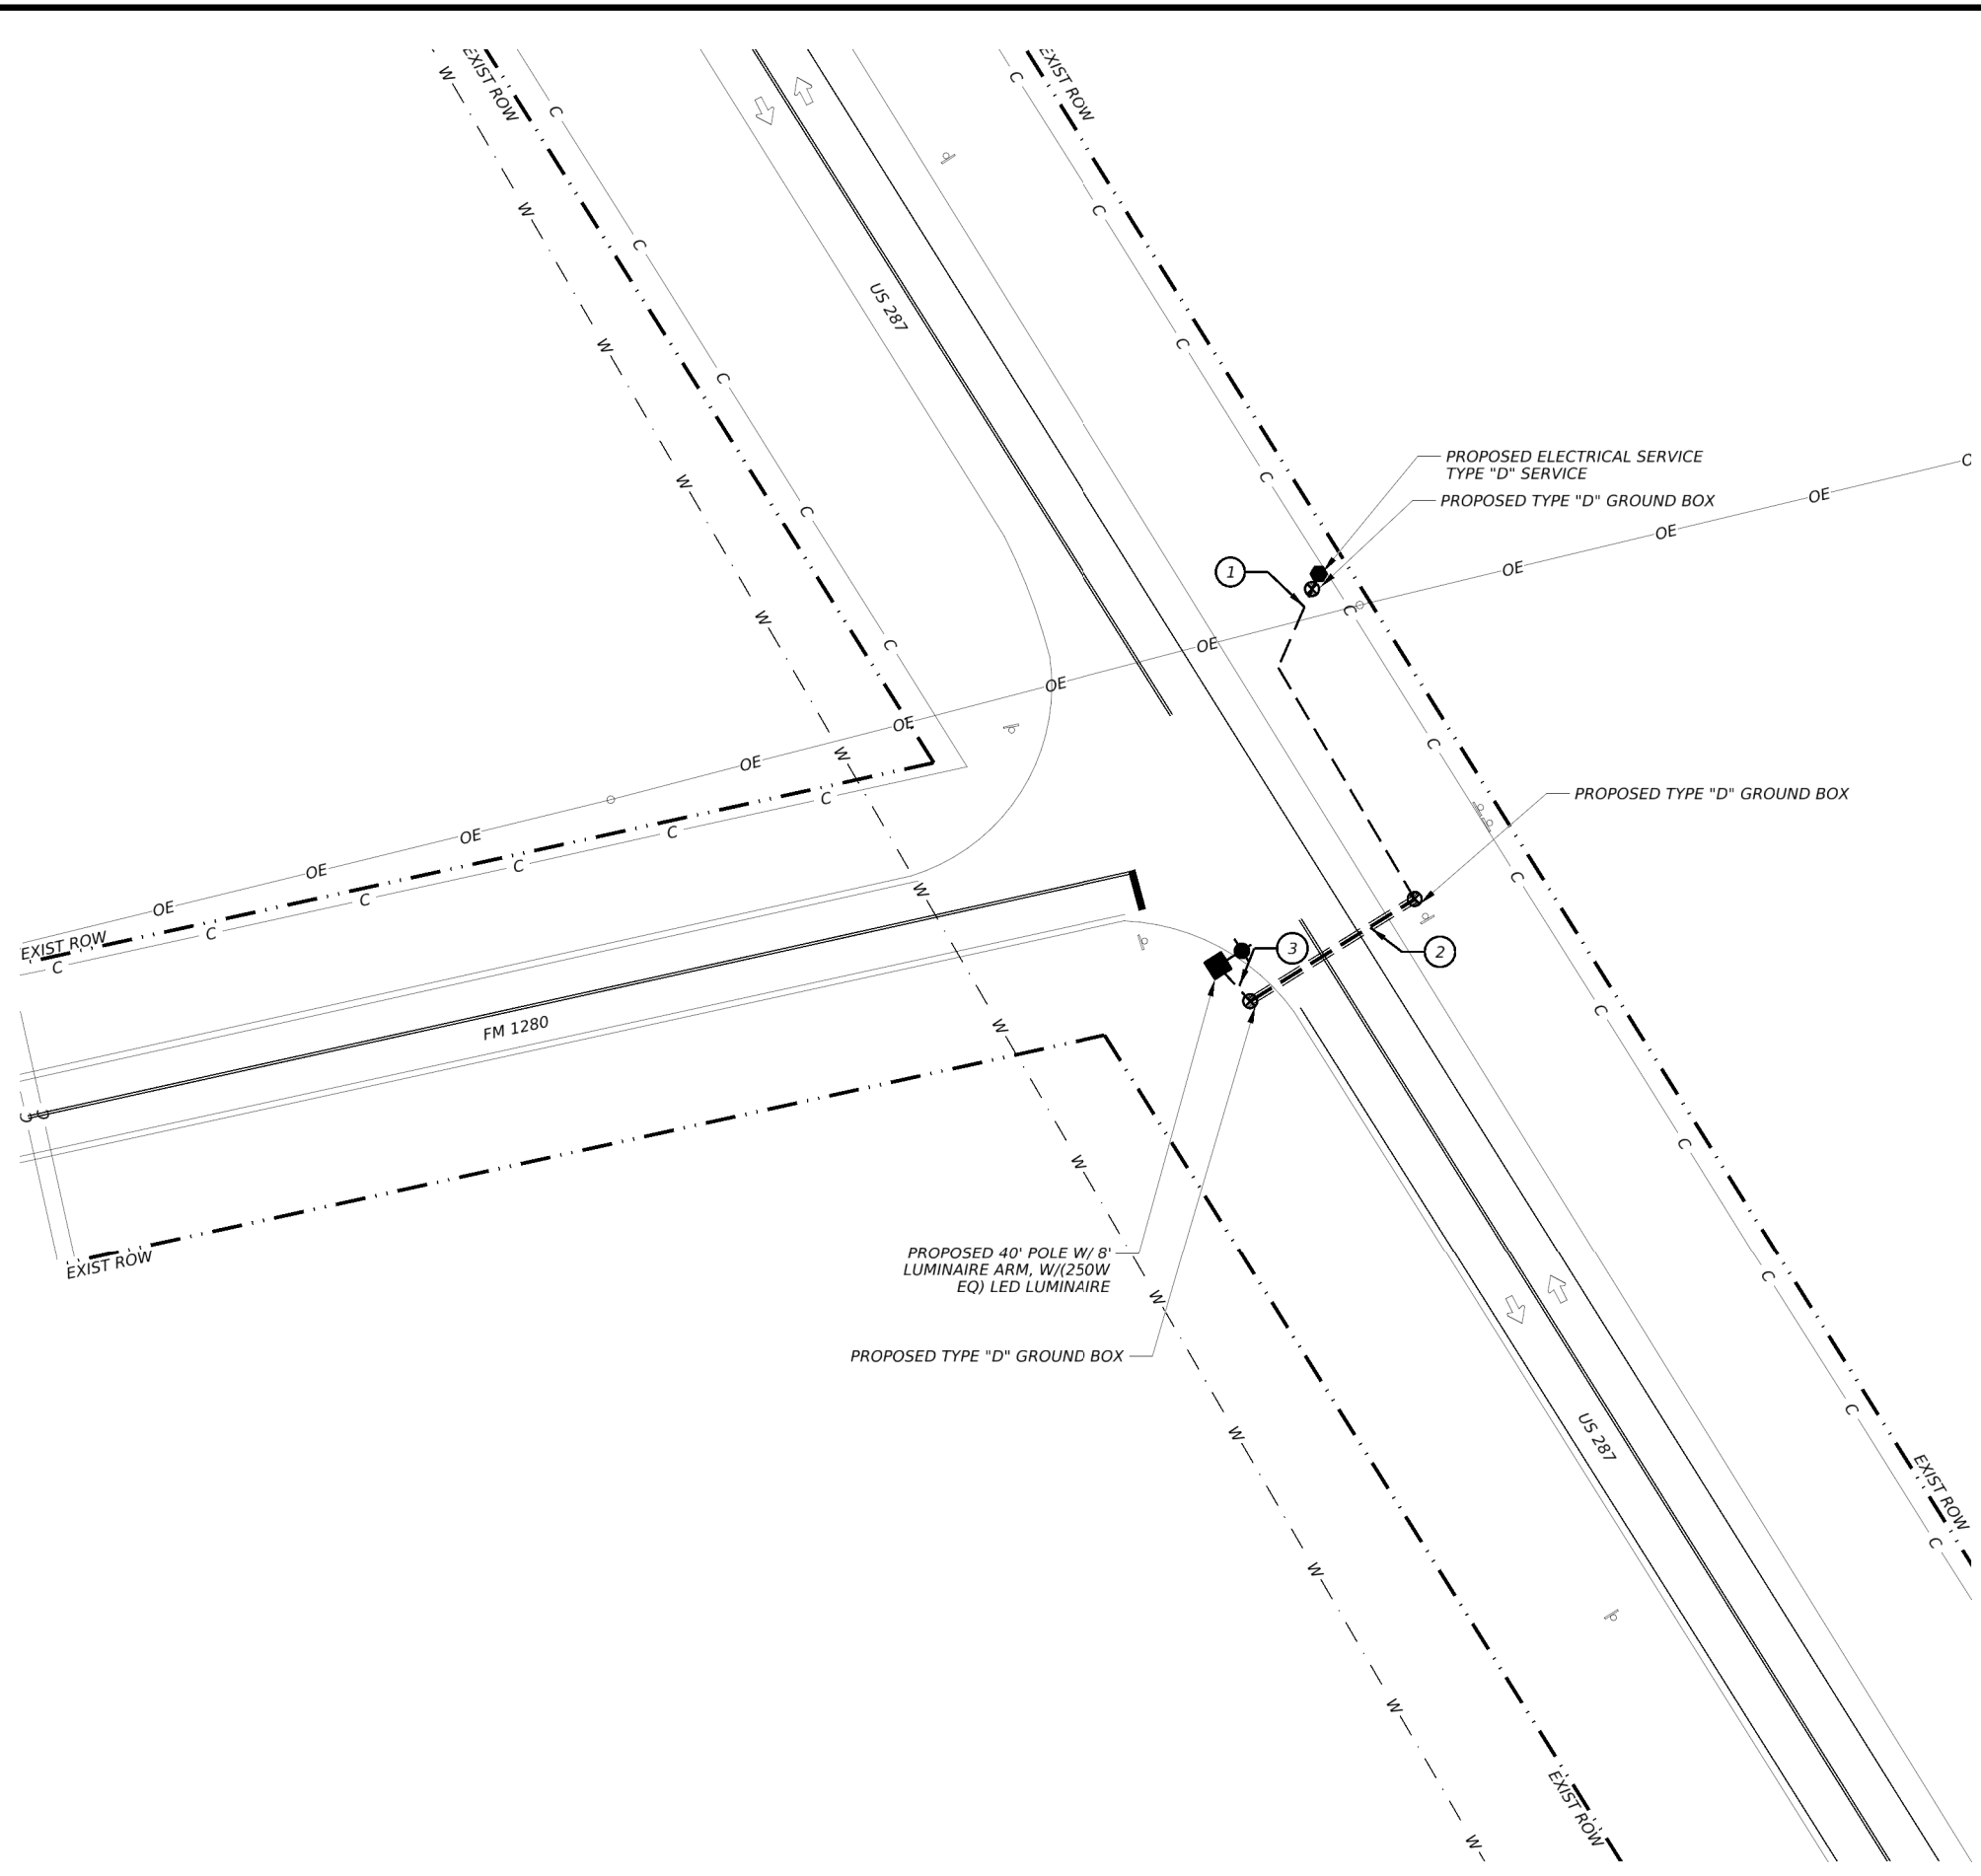 EXIST ROW
EXIST ROW
W
C
C
C
W
C
W
C
C
US 287
C
W
C
C
W
C
PROPOSED ELECTRICAL SERVICE
TYPE "D" SERVICE
PROPOSED TYPE "D" GROUND BOX
OE
OE
OE
1
C
W
C
OE
OE
OE
W
OE
C
C
PROPOSED TYPE "D" GROUND BOX
OE
C
OE
C
W
C
OE
C
C
EXIST ROW
C
3
2
FM 1280
W
C
C
W
C
PROPOSED 40' POLE W/ 8'
LUMINAIRE ARM, W/(250W
EQ) LED LUMINAIRE
EXIST ROW
C
W
PROPOSED TYPE "D" GROUND BOX
C
W
US 287
EXIST ROW
C
W
W
EXIST ROW
W